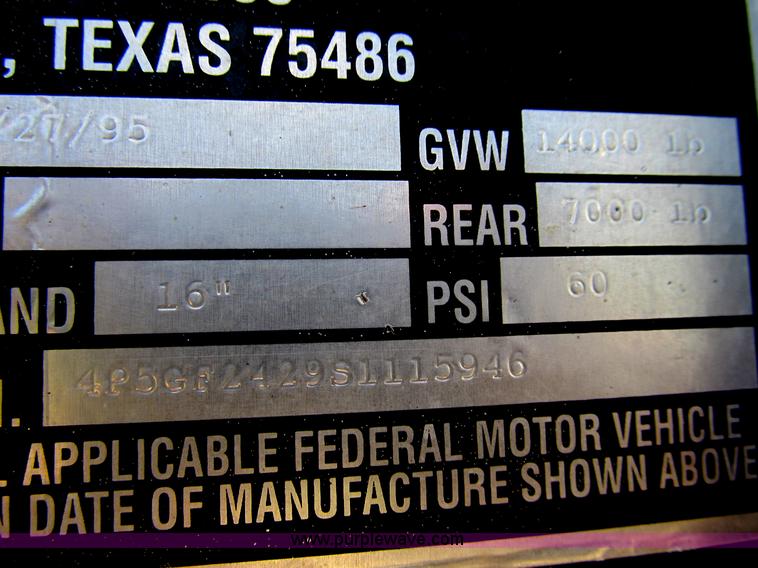 , TEXAS 75486
/27/95 GVW 14000 lb
REAR 7000 lb
AND 16" PSI 60
4P5GF2429S1115946
. APPLICABLE FEDERAL MOTOR VEHICLE
N DATE OF MANUFACTURE SHOWN ABOVE
www.purplewave.com